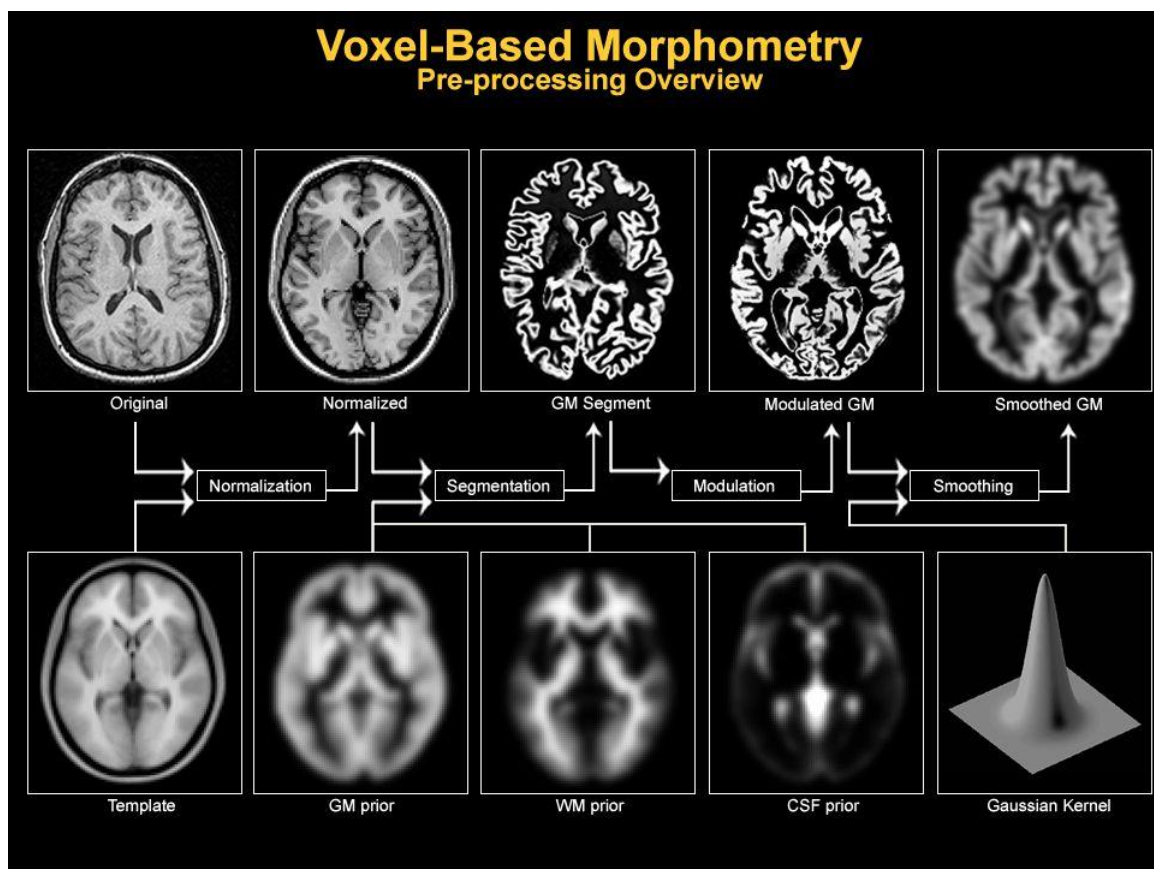 Voxel-Based Morphometry
Pre-processing Overview
Original
Normalized
GM Segment
Modulated GM
Smoothed GM
Normalization
Segmentation
Modulation
Smoothing
Template
GM prior
WM prior
CSF prior
Gaussian Kernel